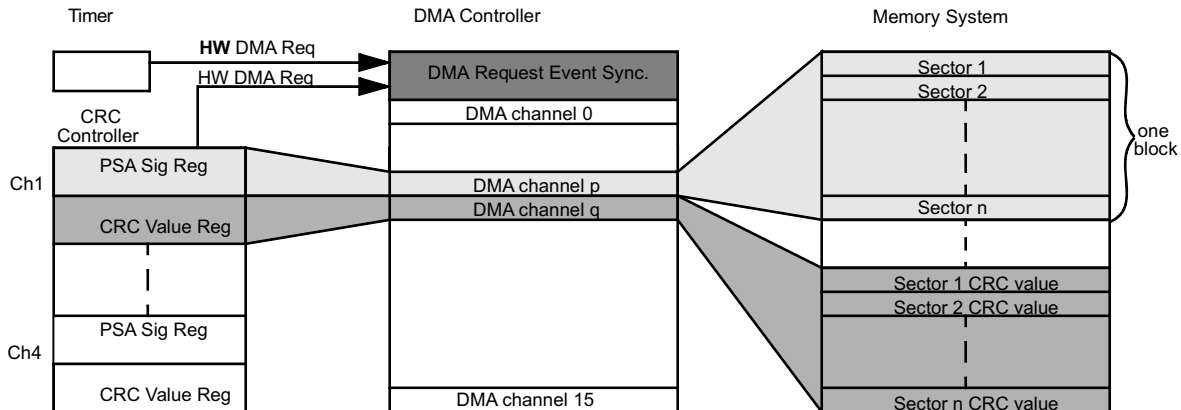 Timer
DMA Controller
Memory System
HW DMA Req
HW DMA Req
DMA Request Event Sync.
DMA channel 0
CRC
Controller
Ch1
PSA Sig Reg
CRC Value Reg
DMA channel p
DMA channel q
Sector 1
Sector 2
Sector n
one
block
Sector 1 CRC value
Sector 2 CRC value
Ch4
PSA Sig Reg
CRC Value Reg
DMA channel 15
Sector n CRC value